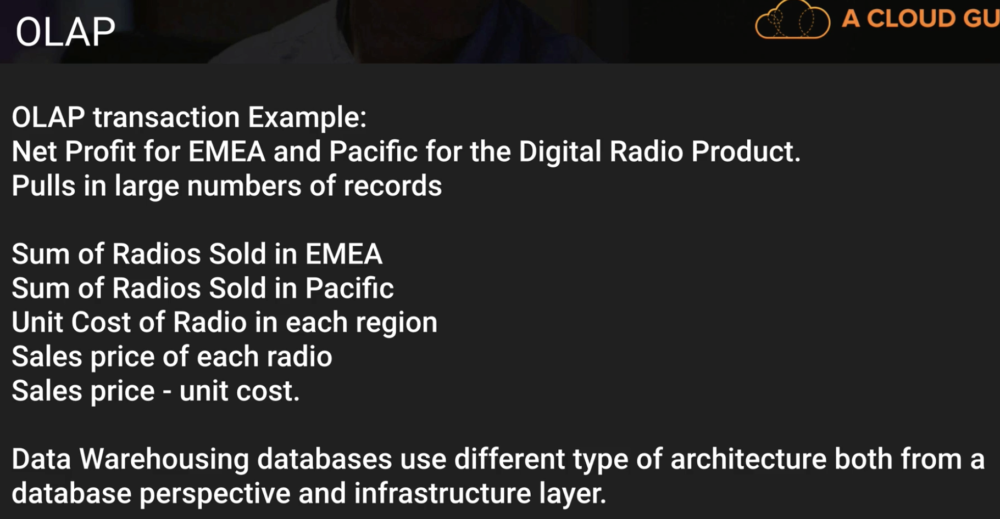 OLAP
A CLOUD GU
OLAP transaction Example:
Net Profit for EMEA and Pacific for the Digital Radio Product.
Pulls in large numbers of records
Sum of Radios Sold in EMEA
Sum of Radios Sold in Pacific
Unit Cost of Radio in each region
Sales price of each radio
Sales price - unit cost.
Data Warehousing databases use different type of architecture both from a
database perspective and infrastructure layer.